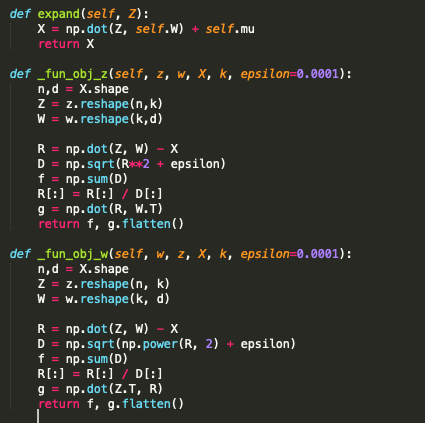 def expand(self, Z):
    X = np.dot(Z, self.W) + self.mu
    return X

def _fun_obj_z(self, z, w, X, k, epsilon=0.0001):
    n,d = X.shape
    Z = z.reshape(n,k)
    W = w.reshape(k,d)

    R = np.dot(Z, W) - X
    D = np.sqrt(R**2 + epsilon)
    f = np.sum(D)
    R[:] = R[:] / D[:]
    g = np.dot(R, W.T)
    return f, g.flatten()

def _fun_obj_w(self, w, z, X, k, epsilon=0.0001):
    n,d = X.shape
    Z = z.reshape(n, k)
    W = w.reshape(k, d)

    R = np.dot(Z, W) - X
    D = np.sqrt(np.power(R, 2) + epsilon)
    f = np.sum(D)
    R[:] = R[:] / D[:]
    g = np.dot(Z.T, R)
    return f, g.flatten()